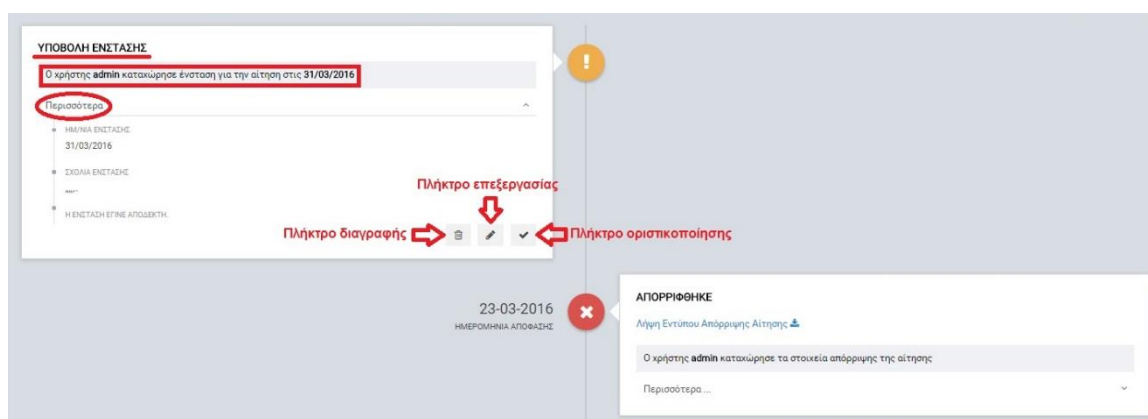 ΥΠΟΒΟΛΗ ΕΝΣΤΑΣΗΣ
Ο χρήστης admin καταχώρησε ένσταση για την αίτηση στις 31/03/2016
Περισσότερα
ΗΜ/ΝΙΑ ΕΝΣΤΑΣΗΣ
31/03/2016
ΣΧΟΛΙΑ ΕΝΣΤΑΣΗΣ
Η ΕΝΣΤΑΣΗ ΕΓΙΝΕ ΑΠΟΔΕΚΤΗ.
Πλήκτρο επεξεργασίας
Πλήκτρο διαγραφής
Πλήκτρο οριστικοποίησης
23-03-2016
ΗΜΕΡΟΜΗΝΙΑ ΑΠΟΦΑΣΗΣ
ΑΠΟΡΡΙΦΘΗΚΕ
Λήψη Εντύπου Απόρριψης Αίτησης
Ο χρήστης admin καταχώρησε τα στοιχεία απόρριψης της αίτησης
Περισσότερα ...